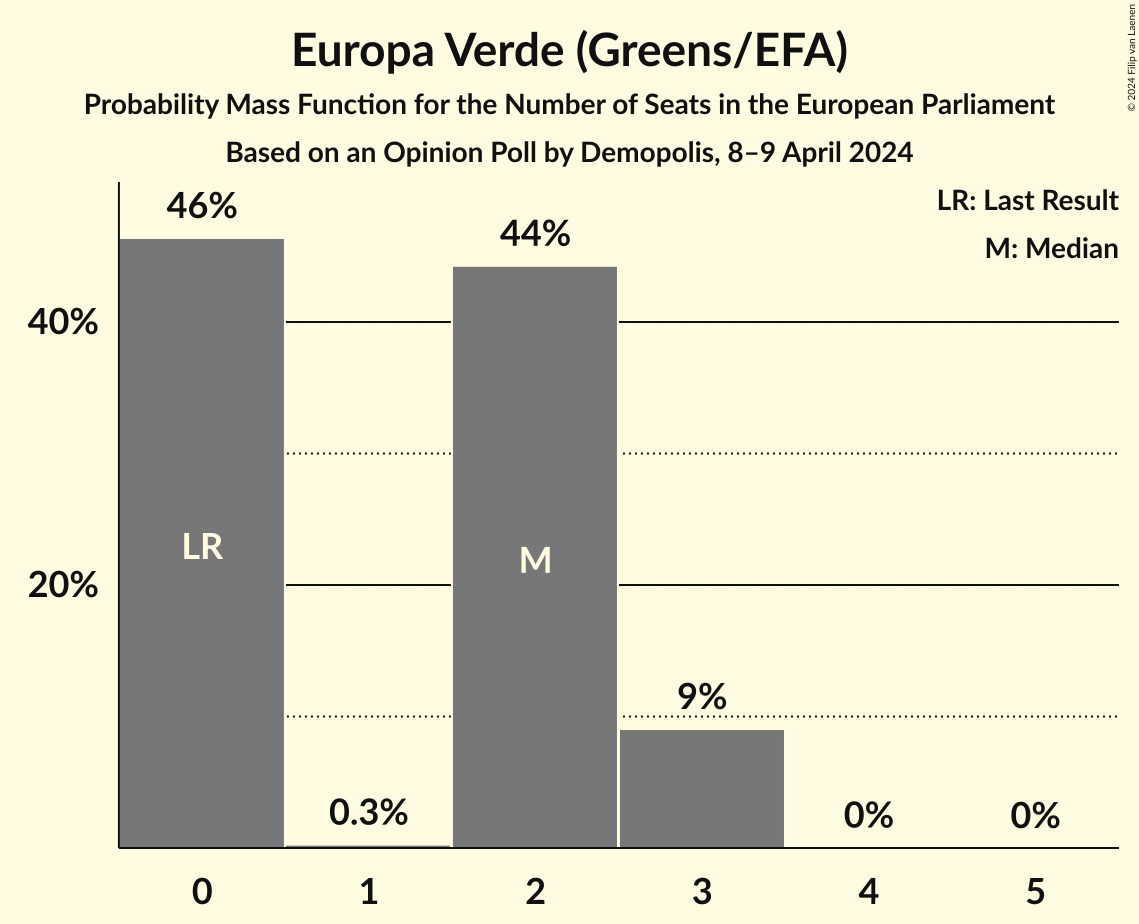 Europa Verde (Greens/EFA)
Probability Mass Function for the Number of Seats in the European Parliament
Based on an Opinion Poll by Demopolis, 8–9 April 2024
© 2024 Filip van Laenen
LR: Last Result
M: Median
46%
44%
40%
LR
M
20%
9%
0.3%
0%
0%
0
1
2
3
4
5